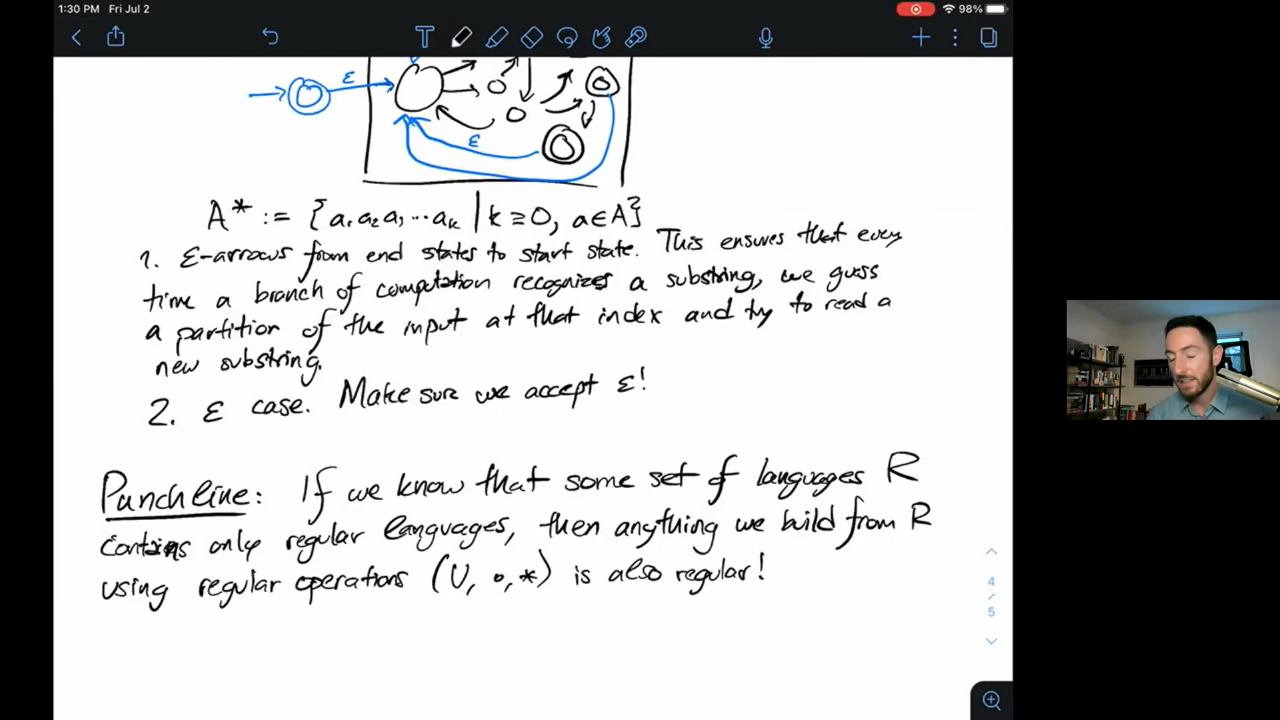 1:30 PM Fri Jul 2
98%
T
ε
ε
A* := {a₁a₂a₃...aₖ | k ≥ 0, a ∈ A}
1. ε-arrows from end states to start state. This ensures that every
time a branch of computation recognizes a substring, we guess
a partition of the input at that index and try to read a
new substring.
2. ε case. Make sure we accept ε!
Punchline: If we know that some set of languages R
contains only regular languages, then anything we build from R
using regular operations (U, ∘, *) is also regular!
4
/
5